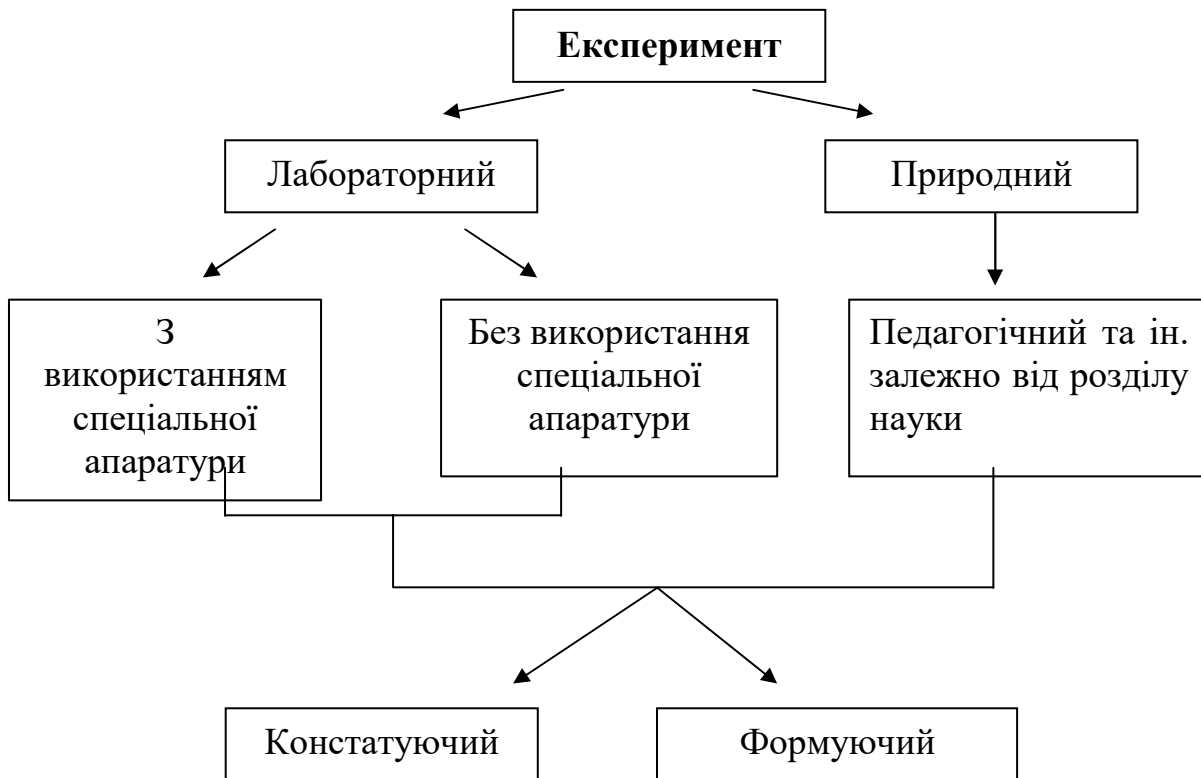 Експеримент
Лабораторний
Природний
З
використанням
спеціальної
апаратури
Без використання
спеціальної
апаратури
Педагогічний та ін.
залежно від розділу
науки
Констатуючий
Формуючий